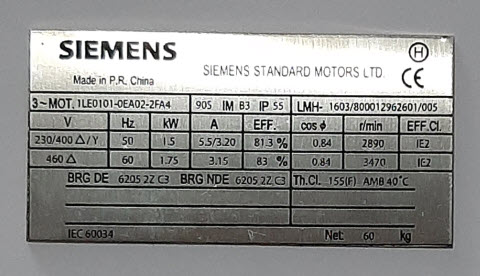 SIEMENS
Made in P.R. China
SIEMENS STANDARD MOTORS LTD.
H
CE
3~MOT. 1LE0101-0EA02-2FA4 90S IM B3 IP 55 LMH- 1603/800012962601/005
V Hz kW A EFF. cos ϕ r/min EFF.Cl.
230/400 △/Y 50 1.5 5.5/3.20 81.3 % 0.84 2890 IE2
460 △ 60 1.75 3.15 83 % 0.84 3470 IE2
BRG DE 6205 2Z C3 BRG NDE 6205 2Z C3 Th.Cl. 155(F) AMB 40°C
IEC 60034 Net: 60 kg